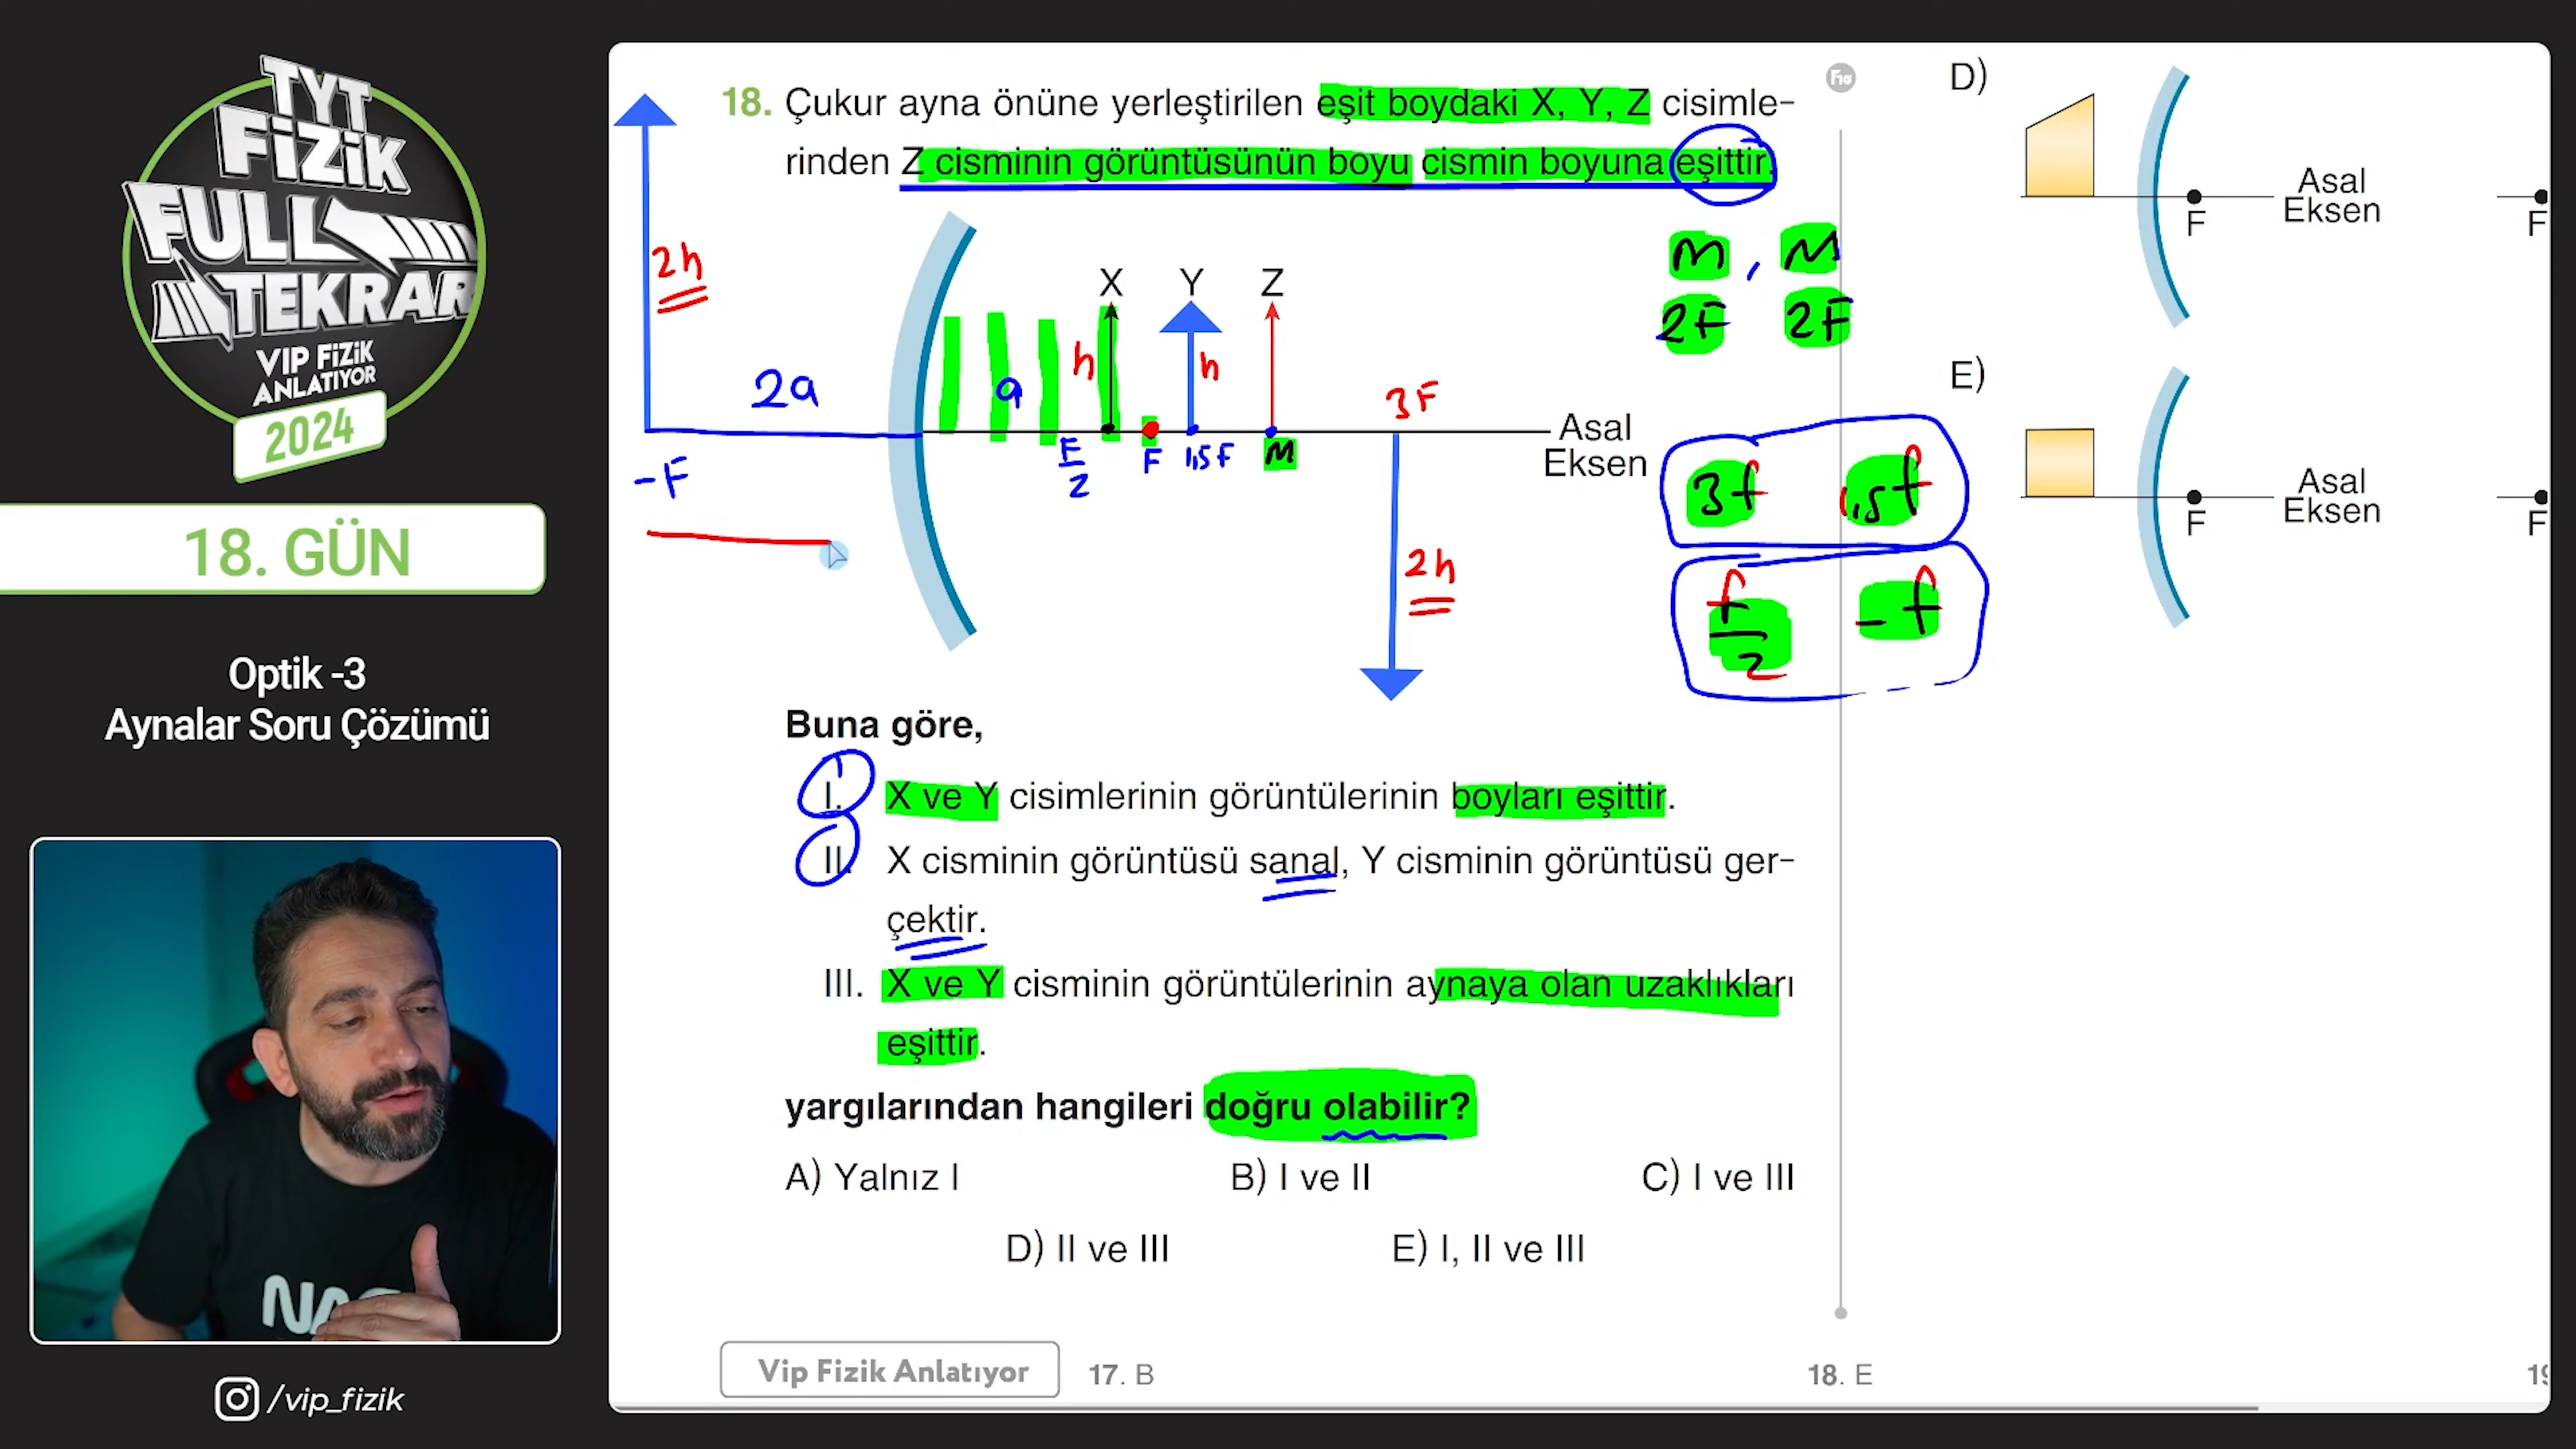 TYT
FİZİK
FULL
TEKRAR
VIP FİZİK
ANLATIYOR
2024
18. GÜN
Optik -3
Aynalar Soru Çözümü
/vip_fizik
18. Çukur ayna önüne yerleştirilen eşit boydaki X, Y, Z cisimle-
rinden Z cisminin görüntüsünün boyu cismin boyuna eşittir.
2h
M , M
2F 2F
X Y Z
h h
2a a
3F
Asal
Eksen
F/2 F 1,5F M
-F
2h
3f 1,5f
f/2 -f
Buna göre,
I. X ve Y cisimlerinin görüntülerinin boyları eşittir.
II. X cisminin görüntüsü sanal, Y cisminin görüntüsü ger-
çektir.
III. X ve Y cisminin görüntülerinin aynaya olan uzaklıkları
eşittir.
yargılarından hangileri doğru olabilir?
A) Yalnız I B) I ve II C) I ve III
D) II ve III E) I, II ve III
Vip Fizik Anlatıyor 17. B 18. E
D)
Asal
Eksen
F F
E)
Asal
Eksen
F F